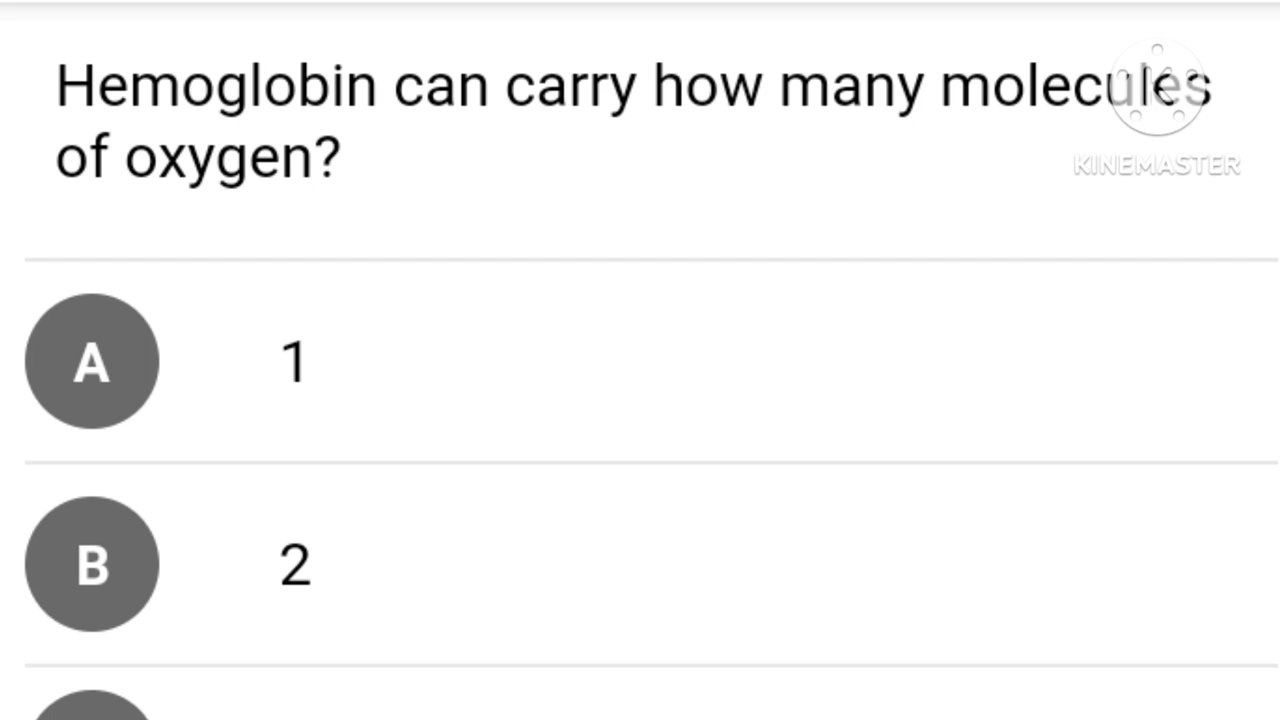 Hemoglobin can carry how many molecules
of oxygen?
KINEMASTER
A 1
B 2